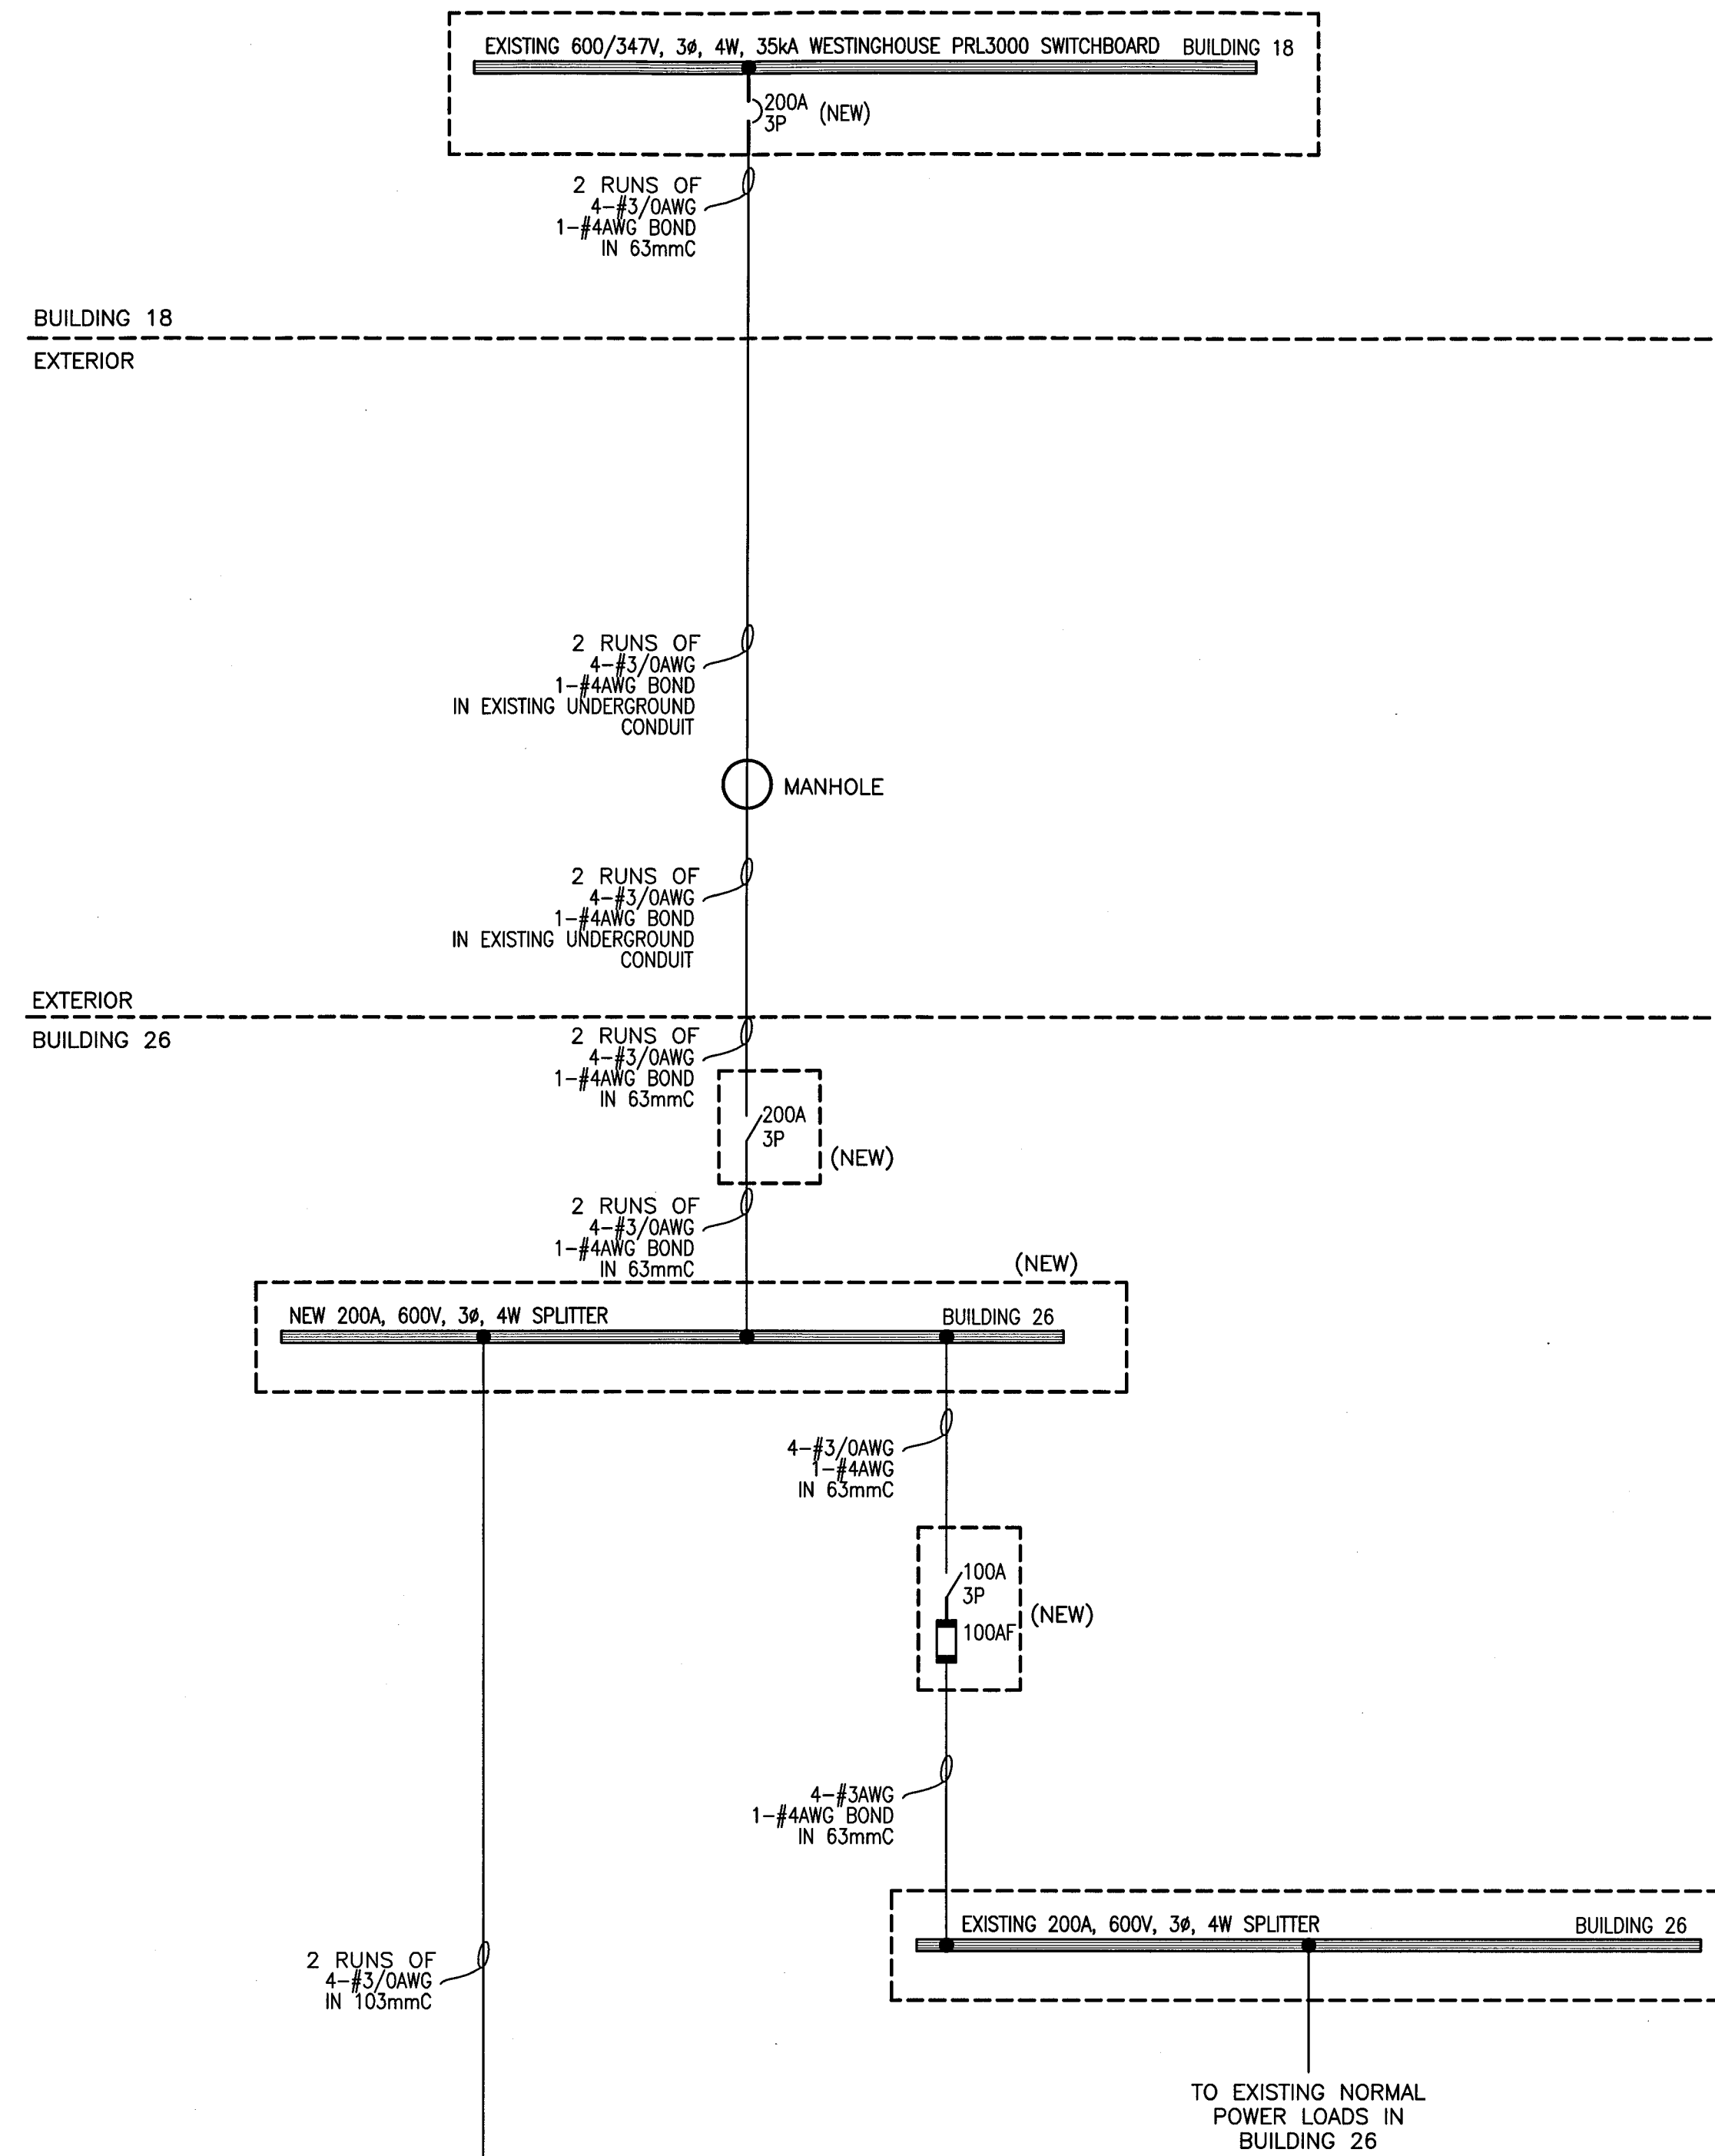 EXISTING 600/347V, 3ø, 4W, 35kA WESTINGHOUSE PRL3000 SWITCHBOARD BUILDING 18
200A
3P (NEW)
2 RUNS OF
4-#3/0AWG
1-#4AWG BOND
IN 63mmC
BUILDING 18
EXTERIOR
2 RUNS OF
4-#3/0AWG
1-#4AWG BOND
IN EXISTING UNDERGROUND
CONDUIT
MANHOLE
2 RUNS OF
4-#3/0AWG
1-#4AWG BOND
IN EXISTING UNDERGROUND
CONDUIT
EXTERIOR
BUILDING 26
2 RUNS OF
4-#3/0AWG
1-#4AWG BOND
IN 63mmC
200A
3P
(NEW)
2 RUNS OF
4-#3/0AWG
1-#4AWG BOND
IN 63mmC
(NEW)
NEW 200A, 600V, 3ø, 4W SPLITTER BUILDING 26
4-#3/0AWG
1-#4AWG
IN 63mmC
100A
3P
(NEW)
100AF
4-#3AWG
1-#4AWG BOND
IN 63mmC
EXISTING 200A, 600V, 3ø, 4W SPLITTER BUILDING 26
2 RUNS OF
4-#3/0AWG
IN 103mmC
TO EXISTING NORMAL
POWER LOADS IN
BUILDING 26